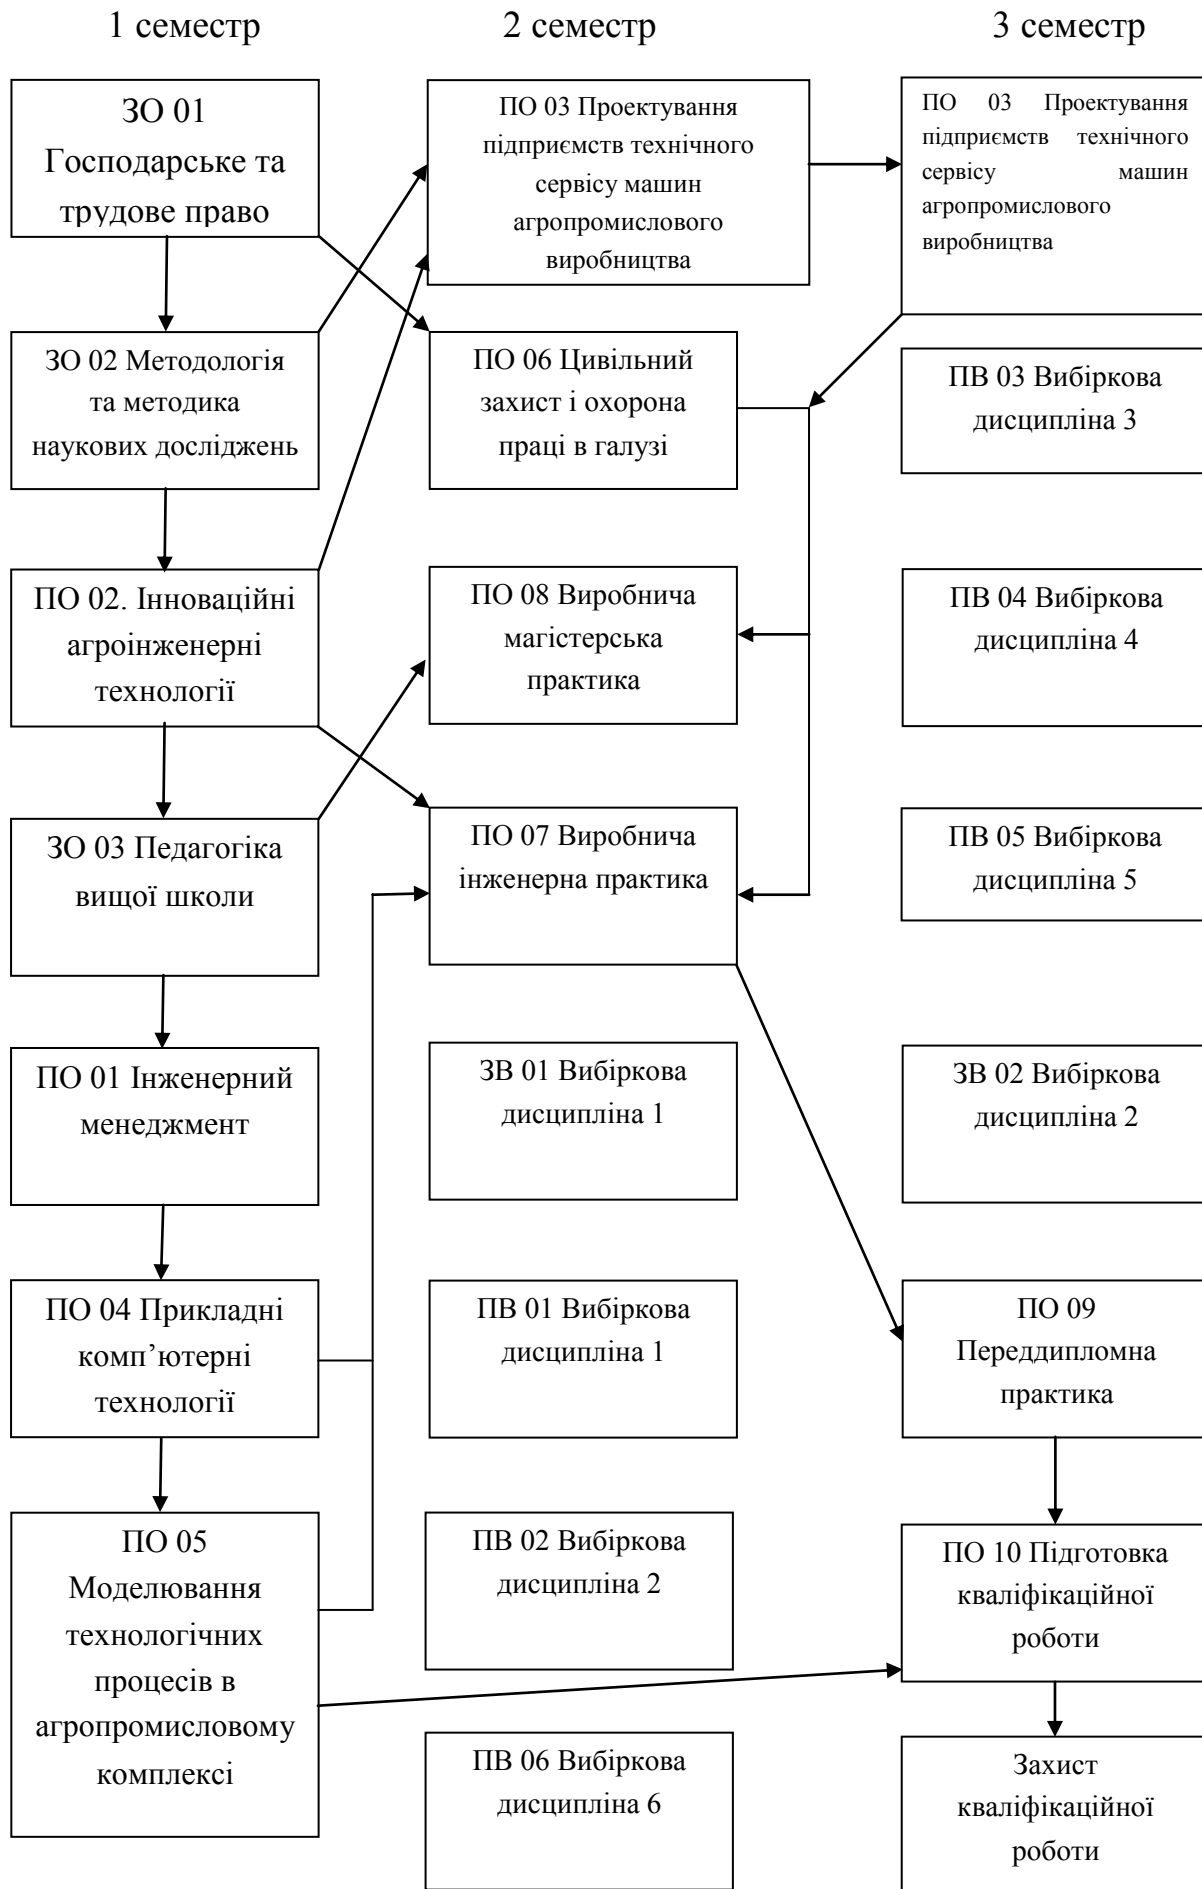 1 семестр
2 семестр
3 семестр
ЗО 01
Господарське та
трудове право
ЗО 02 Методологія
та методика
наукових досліджень
ПО 02. Інноваційні
агроінженерні
технології
ЗО 03 Педагогіка
вищої школи
ПО 01 Інженерний
менеджмент
ПО 04 Прикладні
комп’ютерні
технології
ПО 05
Моделювання
технологічних
процесів в
агропромисловому
комплексі
ПО 03 Проектування
підприємств технічного
сервісу машин
агропромислового
виробництва
ПО 06 Цивільний
захист і охорона
праці в галузі
ПО 08 Виробнича
магістерська
практика
ПО 07 Виробнича
інженерна практика
ЗВ 01 Вибіркова
дисципліна 1
ПВ 01 Вибіркова
дисципліна 1
ПВ 02 Вибіркова
дисципліна 2
ПВ 06 Вибіркова
дисципліна 6
ПО 03 Проектування
підприємств технічного
сервісу машин
агропромислового
виробництва
ПВ 03 Вибіркова
дисципліна 3
ПВ 04 Вибіркова
дисципліна 4
ПВ 05 Вибіркова
дисципліна 5
ЗВ 02 Вибіркова
дисципліна 2
ПО 09
Переддипломна
практика
ПО 10 Підготовка
кваліфікаційної
роботи
Захист
кваліфікаційної
роботи